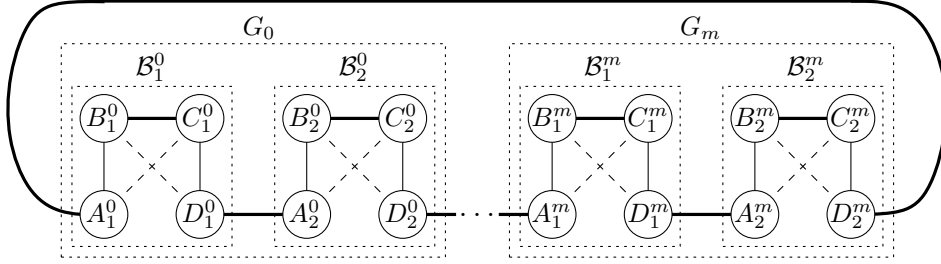 G_0 G_m
ℬ_1^0 ℬ_2^0 ℬ_1^m ℬ_2^m
B_1^0 C_1^0 B_2^0 C_2^0 B_1^m C_1^m B_2^m C_2^m
A_1^0 D_1^0 A_2^0 D_2^0 · · · A_1^m D_1^m A_2^m D_2^m